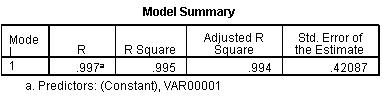 Model Summary
Mode
l R R Square Adjusted R
Square Std. Error of
the Estimate
1 .997a .995 .994 .42087
a. Predictors: (Constant), VAR00001